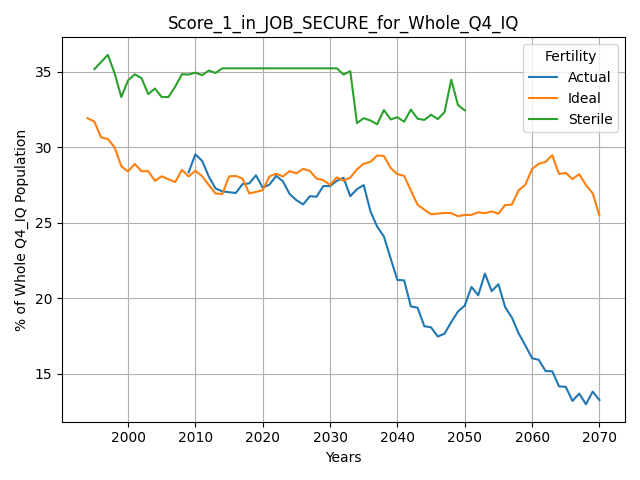 Score_1_in_JOB_SECURE_for_Whole_Q4_IQ
Fertility
Actual
Ideal
Sterile
% of Whole Q4_IQ Population
35
30
25
20
15
2000 2010 2020 2030 2040 2050 2060 2070
Years